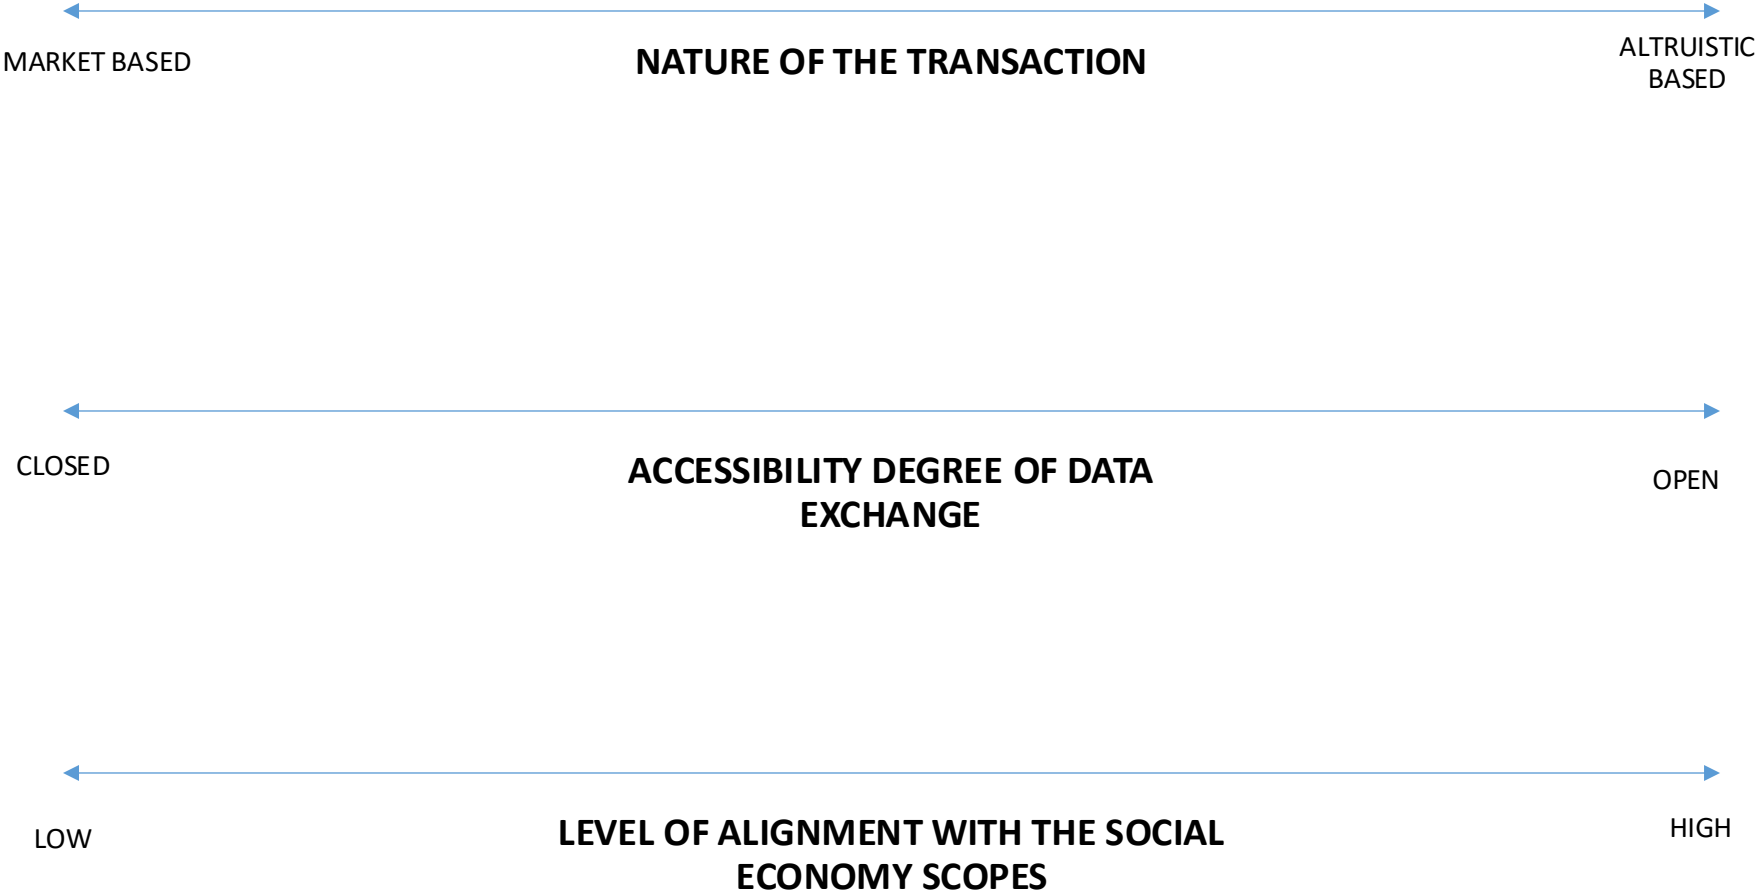 MARKET BASED
NATURE OF THE TRANSACTION
ALTRUISTIC
BASED
CLOSED
ACCESSIBILITY DEGREE OF DATA
EXCHANGE
OPEN
LOW
LEVEL OF ALIGNMENT WITH THE SOCIAL
ECONOMY SCOPES
HIGH